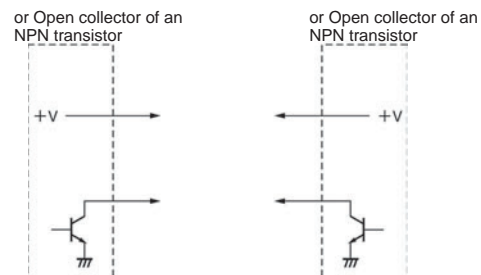 or Open collector of an
NPN transistor
or Open collector of an
NPN transistor
+V
+V